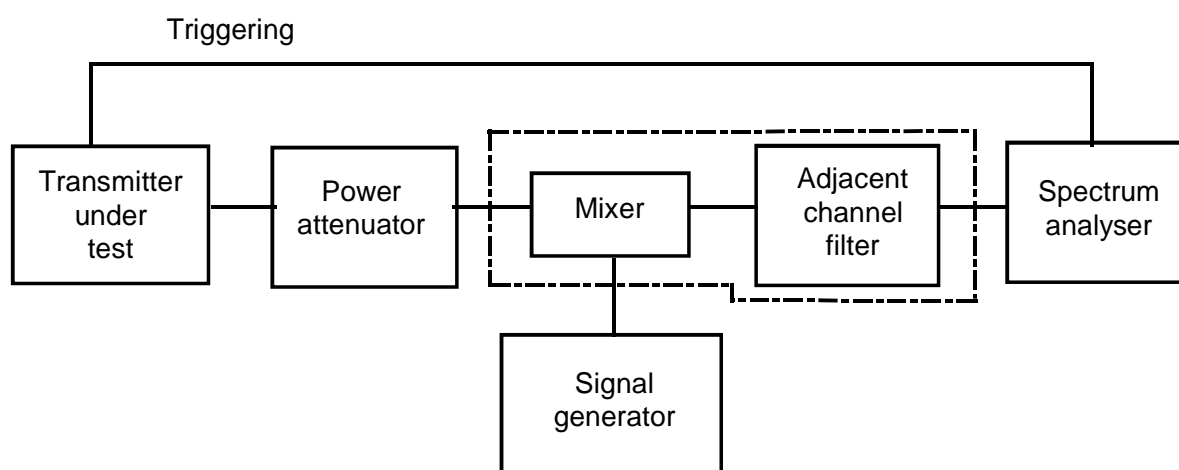 Triggering
Transmitter
under
test
Power
attenuator
Mixer
Adjacent
channel
filter
Spectrum
analyser
Signal
generator